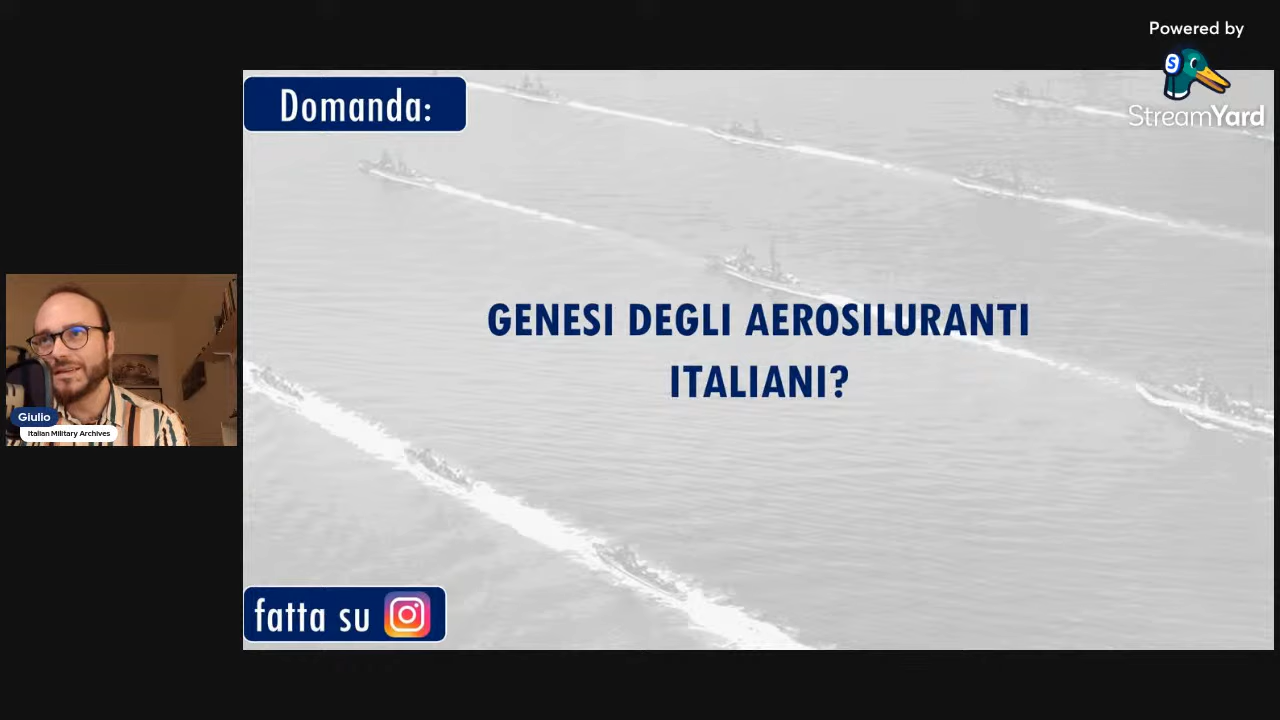 Powered by
StreamYard
Domanda:
GENESI DEGLI AEROSILURANTI
ITALIANI?
Giulio
Italian Military Archives
fatta su